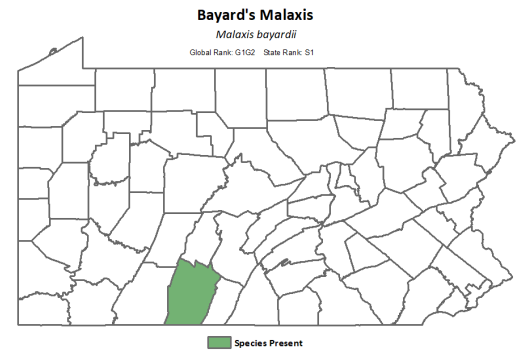 Bayard's Malaxis
Malaxis bayardii
Global Rank: G1G2 State Rank: S1
Species Present